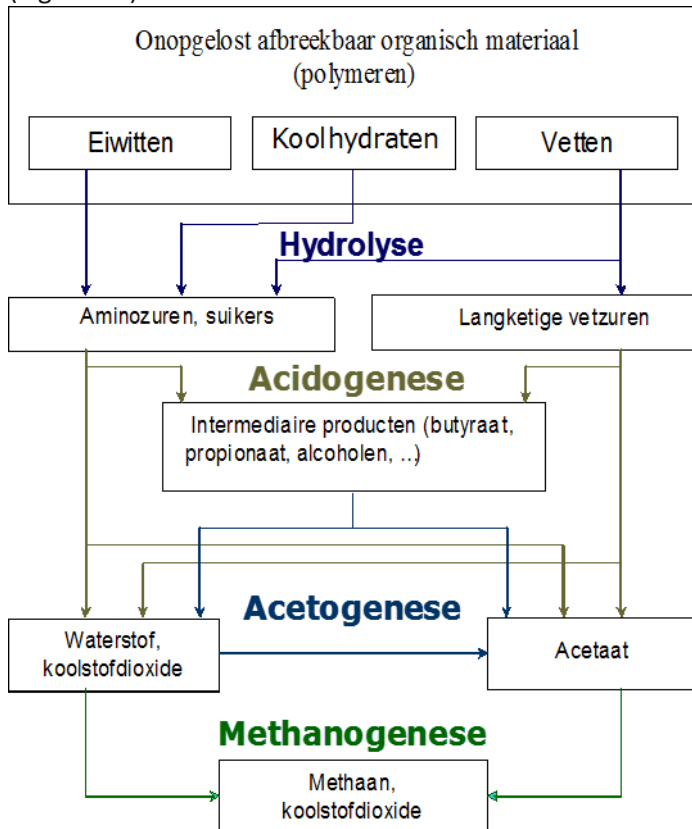 Onopgelost afbreekbaar organisch materiaal
(polymeren)
Eiwitten
Koolhydraten
Vetten
Hydrolyse
Aminozuren, suikers
Langketige vetzuren
Acidogenese
Intermediaire producten (butyraat,
propionaat, alcoholen, ...)
Acetogenese
Waterstof,
koolstofdioxide
Acetaat
Methanogenese
Methaan,
koolstofdioxide